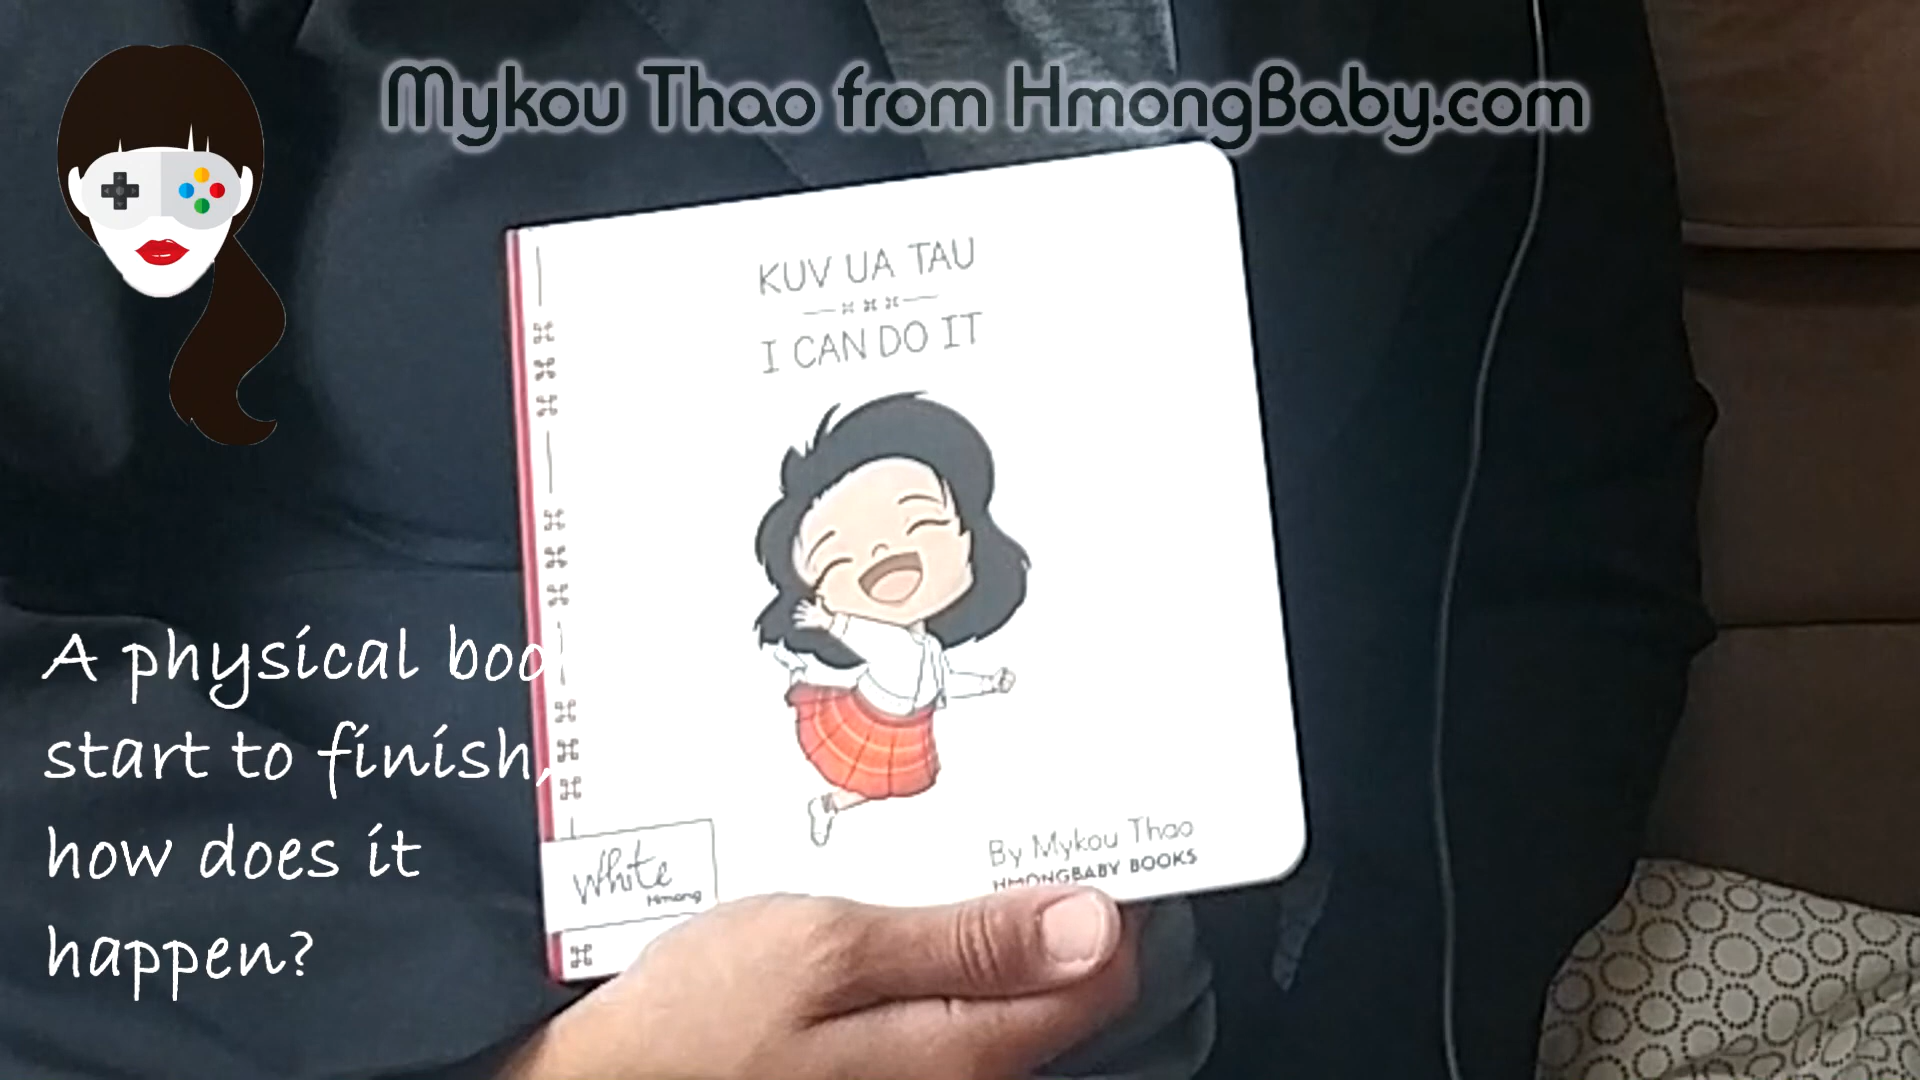 Mykou Thao from HmongBaby.com
KUV UA TAU
I CAN DO IT
A physical boo
start to finish,
how does it
happen?
By Mykou Thao
HMONGBABY BOOKS
White
Hmong